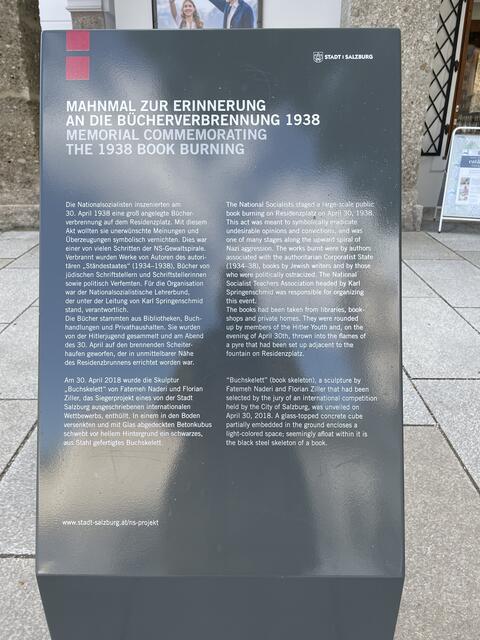 STADT : SALZBURG
MAHNMAL ZUR ERINNERUNG
AN DIE BÜCHERVERBRENNUNG 1938
MEMORIAL COMMEMORATING
THE 1938 BOOK BURNING
Die Nationalsozialisten inszenierten am
30. April 1938 eine groß angelegte Bücher-
verbrennung auf dem Residenzplatz. Mit diesem
Akt wollten sie unerwünschte Meinungen und
Überzeugungen symbolisch vernichten. Dies war
einer von vielen Schritten der NS-Gewaltspirale.
Verbrannt wurden Werke von Autoren des autori-
tären „Ständestaates“ (1934–1938), Bücher von
jüdischen Schriftstellern und Schriftstellerinnen
sowie politisch Verfemten. Für die Organisation
war der Nationalsozialistische Lehrerbund,
der unter der Leitung von Karl Springenschmid
stand, verantwortlich.
Die Bücher stammten aus Bibliotheken, Buch-
handlungen und Privathaushalten. Sie wurden
von der Hitlerjugend gesammelt und am Abend
des 30. April auf den brennenden Scheiter-
haufen geworfen, der in unmittelbarer Nähe
des Residenzbrunnens errichtet worden war.
Am 30. April 2018 wurde die Skulptur
„Buchskelett“ von Fatemeh Naderi und Florian
Ziller, das Siegerprojekt eines von der Stadt
Salzburg ausgeschriebenen internationalen
Wettbewerbs, enthüllt. In einem in den Boden
versenkten und mit Glas abgedeckten Betonkubus
schwebt vor hellem Hintergrund ein schwarzes,
aus Stahl gefertigtes Buchskelett.
The National Socialists staged a large-scale public
book burning on Residenzplatz on April 30, 1938.
This act was meant to symbolically eradicate
undesirable opinions and convictions, and was
one of many stages along the upward spiral of
Nazi aggression. The works burnt were by authors
associated with the authoritarian Corporatist State
(1934–38), books by Jewish writers and by those
who were politically ostracized. The National
Socialist Teachers Association headed by Karl
Springenschmid was responsible for organizing
this event.
The books had been taken from libraries, book-
shops and private homes. They were rounded
up by members of the Hitler Youth and, on the
evening of April 30th, thrown into the flames of
a pyre that had been set up adjacent to the
fountain on Residenzplatz.
“Buchskelett” (book skeleton), a sculpture by
Fatemeh Naderi and Florian Ziller that had been
selected by the jury of an international competition
held by the City of Salzburg, was unveiled on
April 30, 2018. A glass-topped concrete cube
partially embedded in the ground encloses a
light-colored space; seemingly afloat within it is
the black steel skeleton of a book.
www.stadt-salzburg.at/ns-projekt